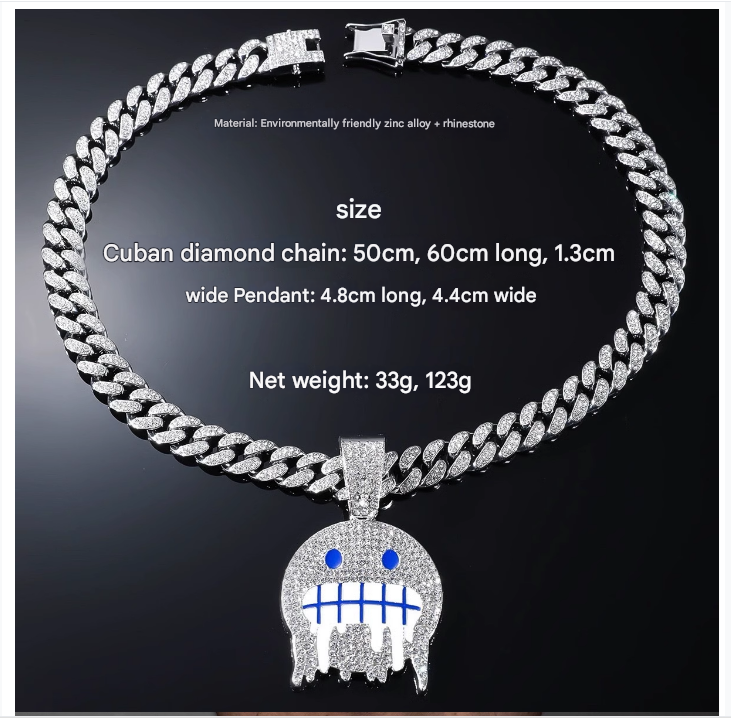 Material: Environmentally friendly zinc alloy + rhinestone
size
Cuban diamond chain: 50cm, 60cm long, 1.3cm
wide Pendant: 4.8cm long, 4.4cm wide
Net weight: 33g, 123g